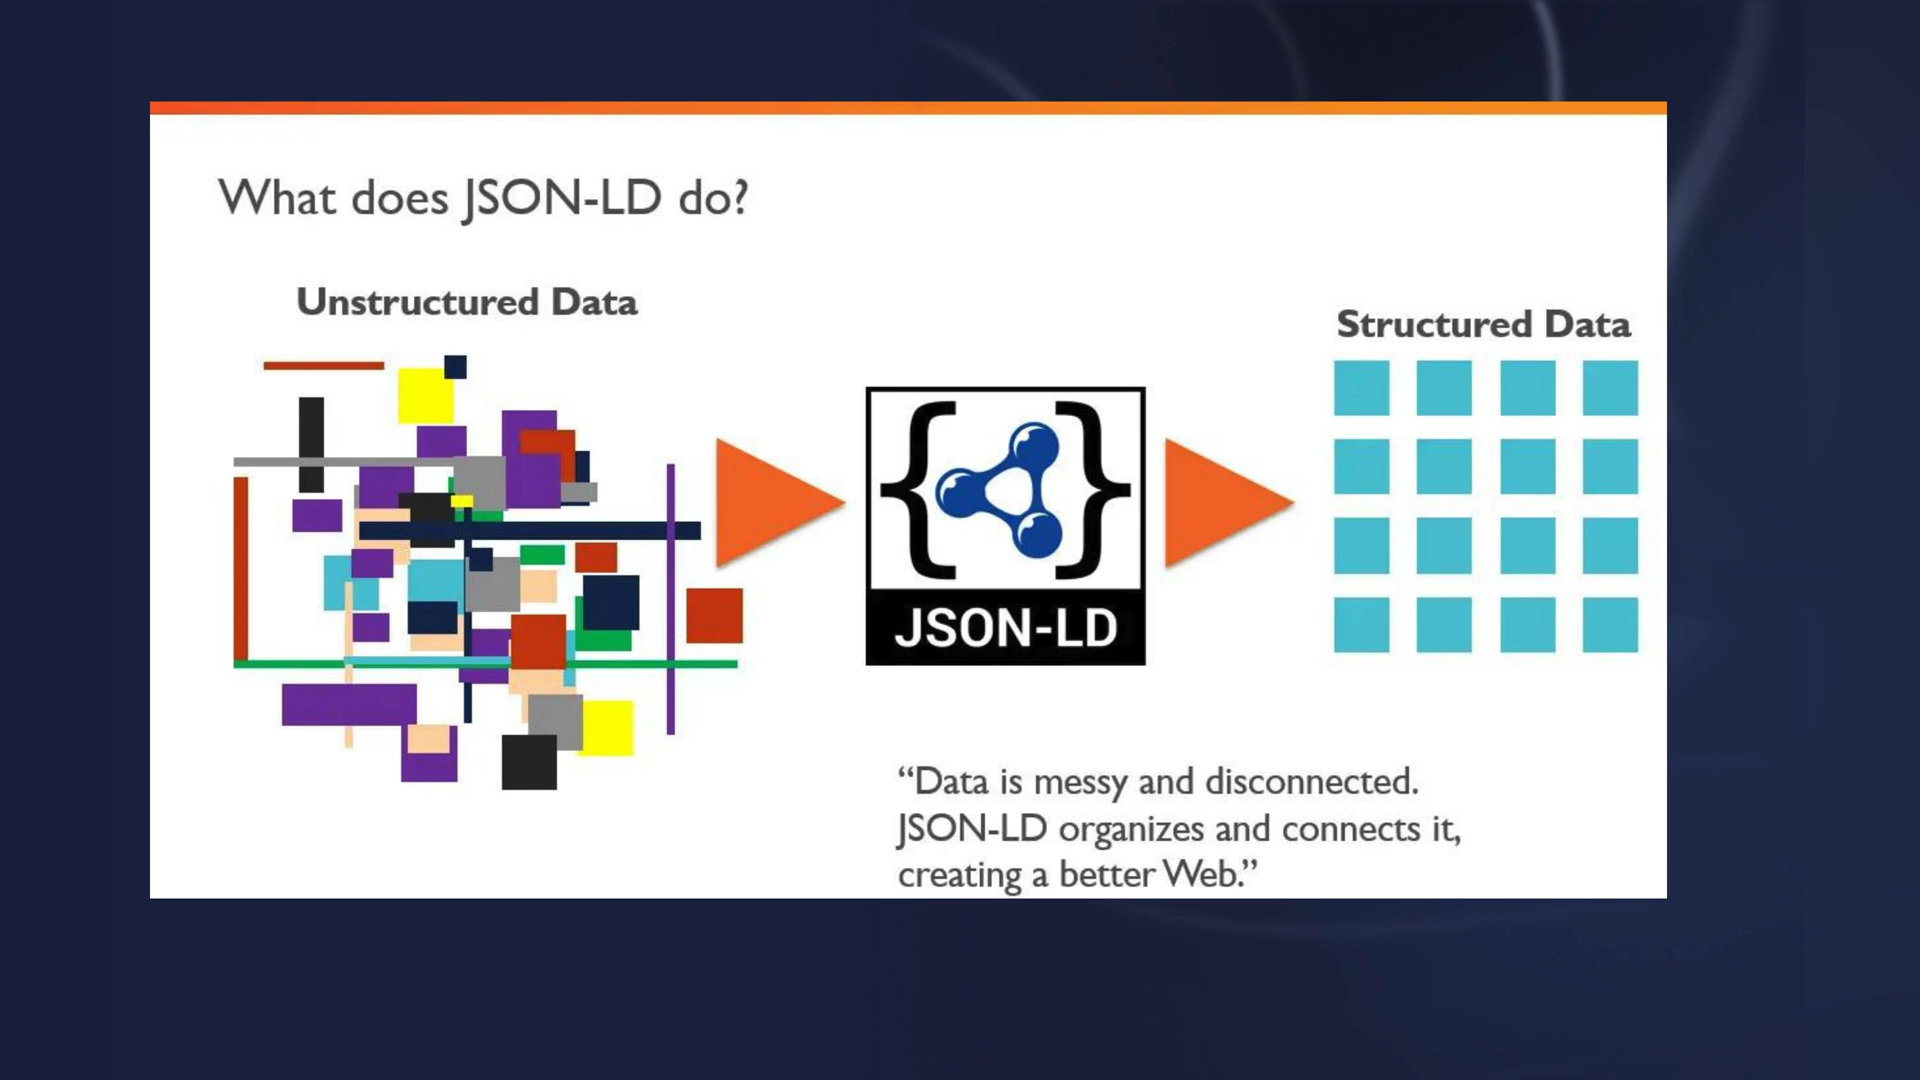 What does JSON-LD do?
Unstructured Data
Structured Data
JSON-LD
“Data is messy and disconnected.
JSON-LD organizes and connects it,
creating a better Web.”